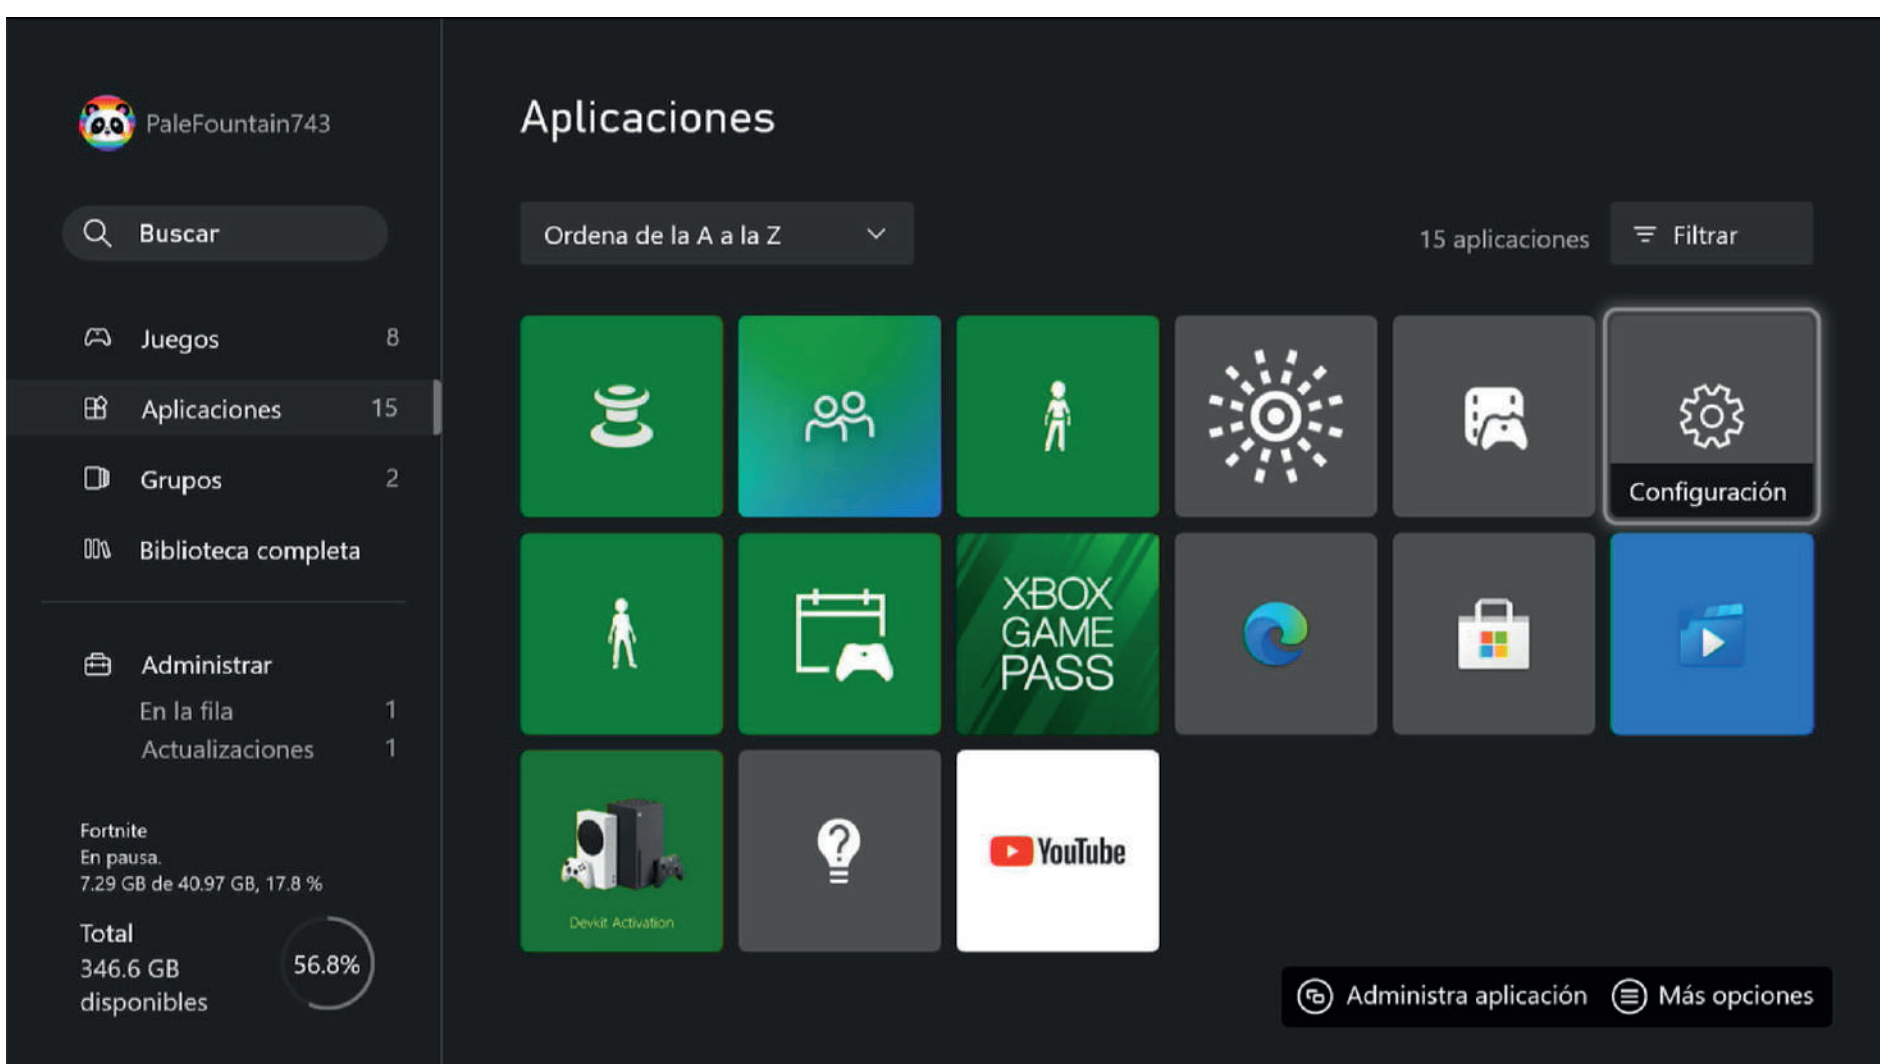 PaleFountain743
Buscar
Juegos 8
Aplicaciones 15
Grupos 2
Biblioteca completa
Administrar
En la fila 1
Actualizaciones 1
Fortnite
En pausa.
7.29 GB de 40.97 GB, 17.8 %
Total
346.6 GB
disponibles
56.8%
Aplicaciones
Ordena de la A a la Z
15 aplicaciones
Filtrar
Configuración
XBOX
GAME
PASS
Devkit Activation
YouTube
Administra aplicación
Más opciones